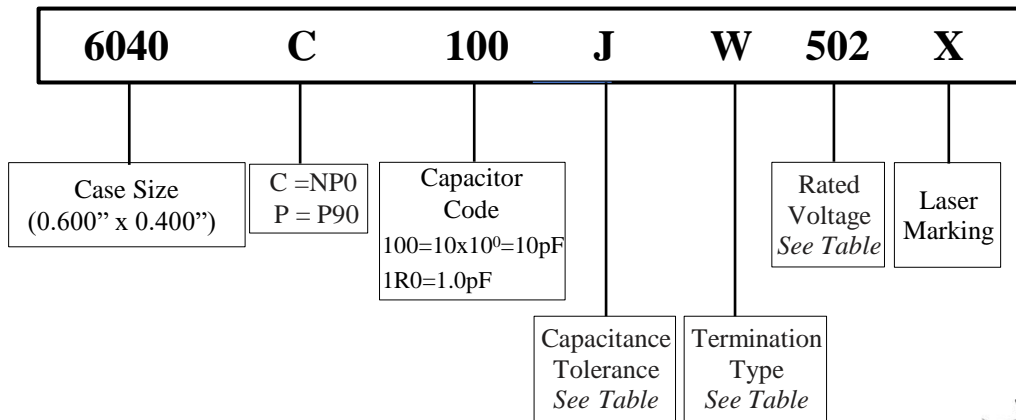 6040 C 100 J W 502 X
Case Size
(0.600” x 0.400”)
C =NP0
P = P90
Capacitor
Code
100=10x10⁰=10pF
1R0=1.0pF
Rated
Voltage
See Table
Laser
Marking
Capacitance
Tolerance
See Table
Termination
Type
See Table